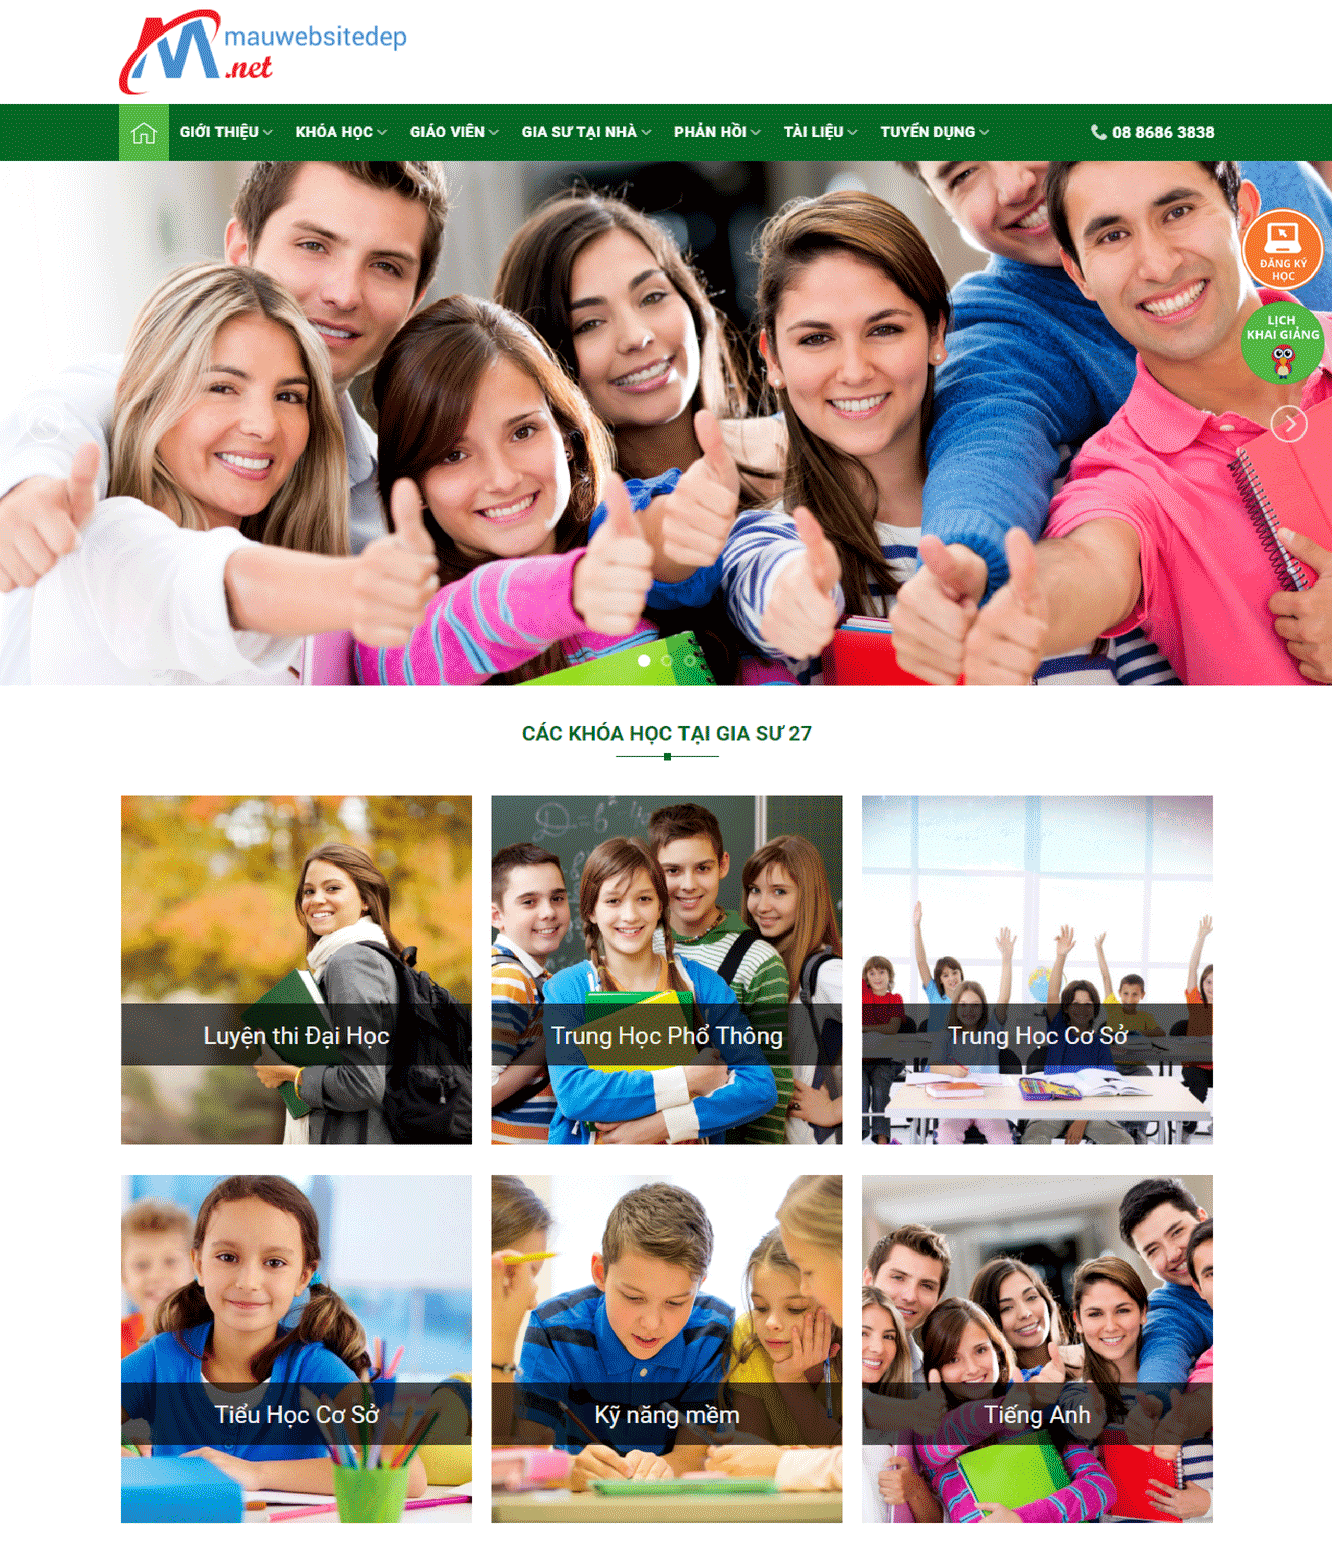 mauwebsitedep
.net
GIỚI THIỆU KHÓA HỌC GIÁO VIÊN GIA SƯ TẠI NHÀ PHẢN HỒI TÀI LIỆU TUYỂN DỤNG 08 8686 3838
ĐĂNG KÝ
HỌC
LỊCH
KHAI GIẢNG
CÁC KHÓA HỌC TẠI GIA SƯ 27
Luyện thi Đại Học
Trung Học Phổ Thông
Trung Học Cơ Sở
Tiểu Học Cơ Sở
Kỹ năng mềm
Tiếng Anh